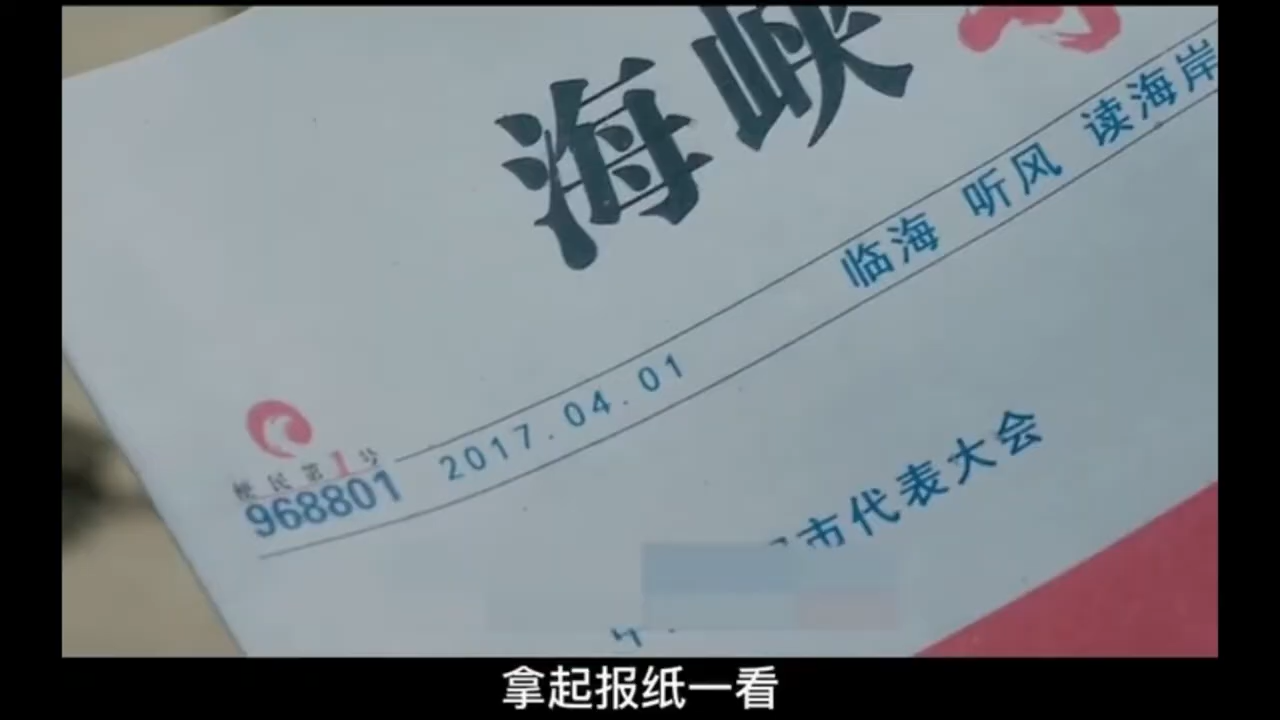 海峡
临海 听风 读海岸
便民第1号
968801
2017.04.01
市代表大会
拿起报纸一看